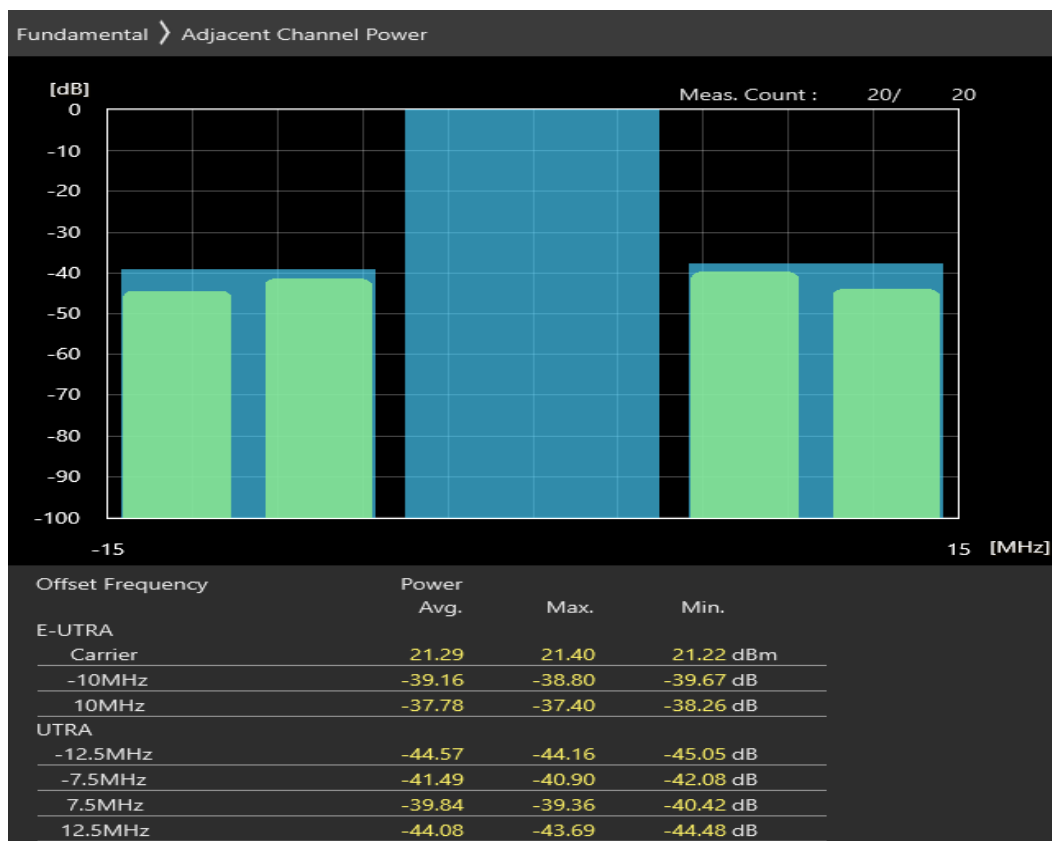 Fundamental 〉 Adjacent Channel Power
[dB]
Meas. Count : 20/ 20
0
-10
-20
-30
-40
-50
-60
-70
-80
-90
-100
-15 15 [MHz]
Offset Frequency Power
Avg. Max. Min.
E-UTRA
Carrier 21.29 21.40 21.22 dBm
-10MHz -39.16 -38.80 -39.67 dB
10MHz -37.78 -37.40 -38.26 dB
UTRA
-12.5MHz -44.57 -44.16 -45.05 dB
-7.5MHz -41.49 -40.90 -42.08 dB
7.5MHz -39.84 -39.36 -40.42 dB
12.5MHz -44.08 -43.69 -44.48 dB